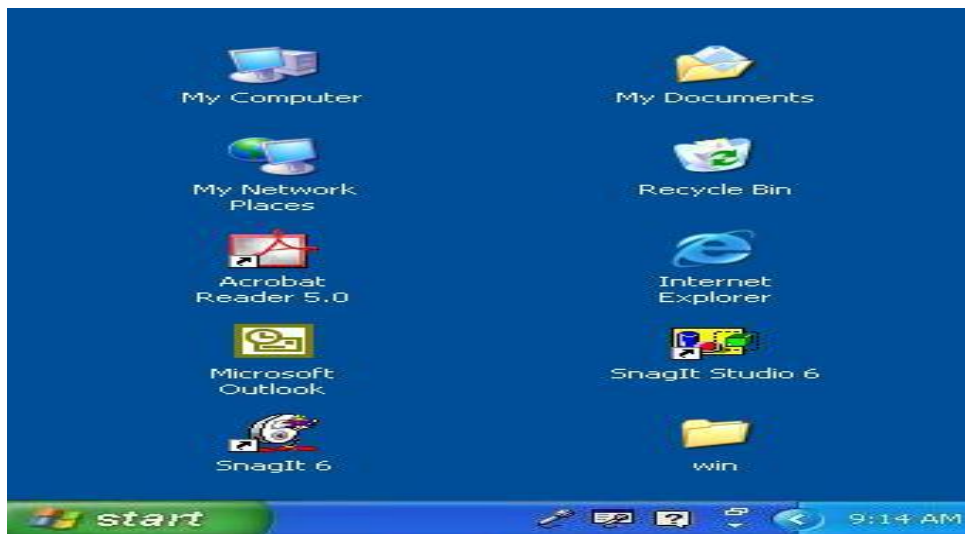 My Computer
My Documents
My Network
Places
Recycle Bin
Acrobat
Reader 5.0
Internet
Explorer
Microsoft
Outlook
SnagIt Studio 6
SnagIt 6
win
start
9:14 AM